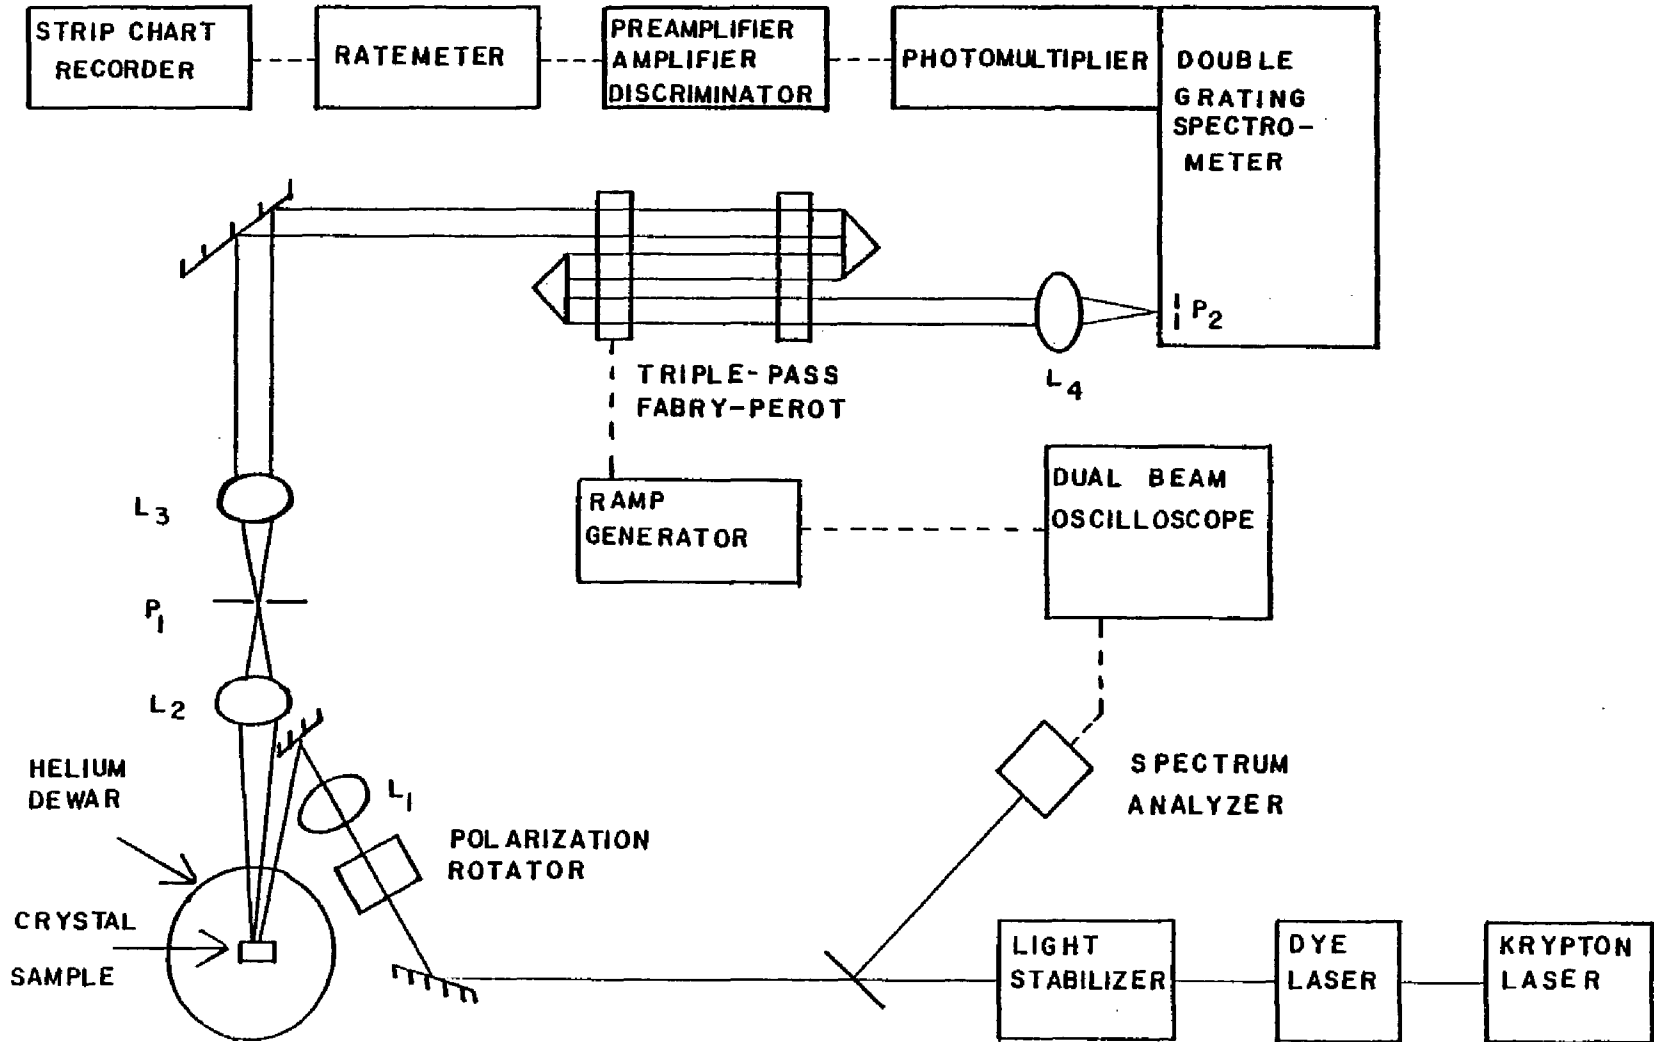 STRIP CHART
RECORDER
RATEMETER
PREAMPLIFIER
AMPLIFIER
DISCRIMINATOR
PHOTOMULTIPLIER
DOUBLE
GRATING
SPECTRO-
METER
P2
L4
TRIPLE-PASS
FABRY-PEROT
RAMP
GENERATOR
DUAL BEAM
OSCILLOSCOPE
L3
P1
L2
HELIUM
DEWAR
L1
POLARIZATION
ROTATOR
SPECTRUM
ANALYZER
CRYSTAL
SAMPLE
LIGHT
STABILIZER
DYE
LASER
KRYPTON
LASER